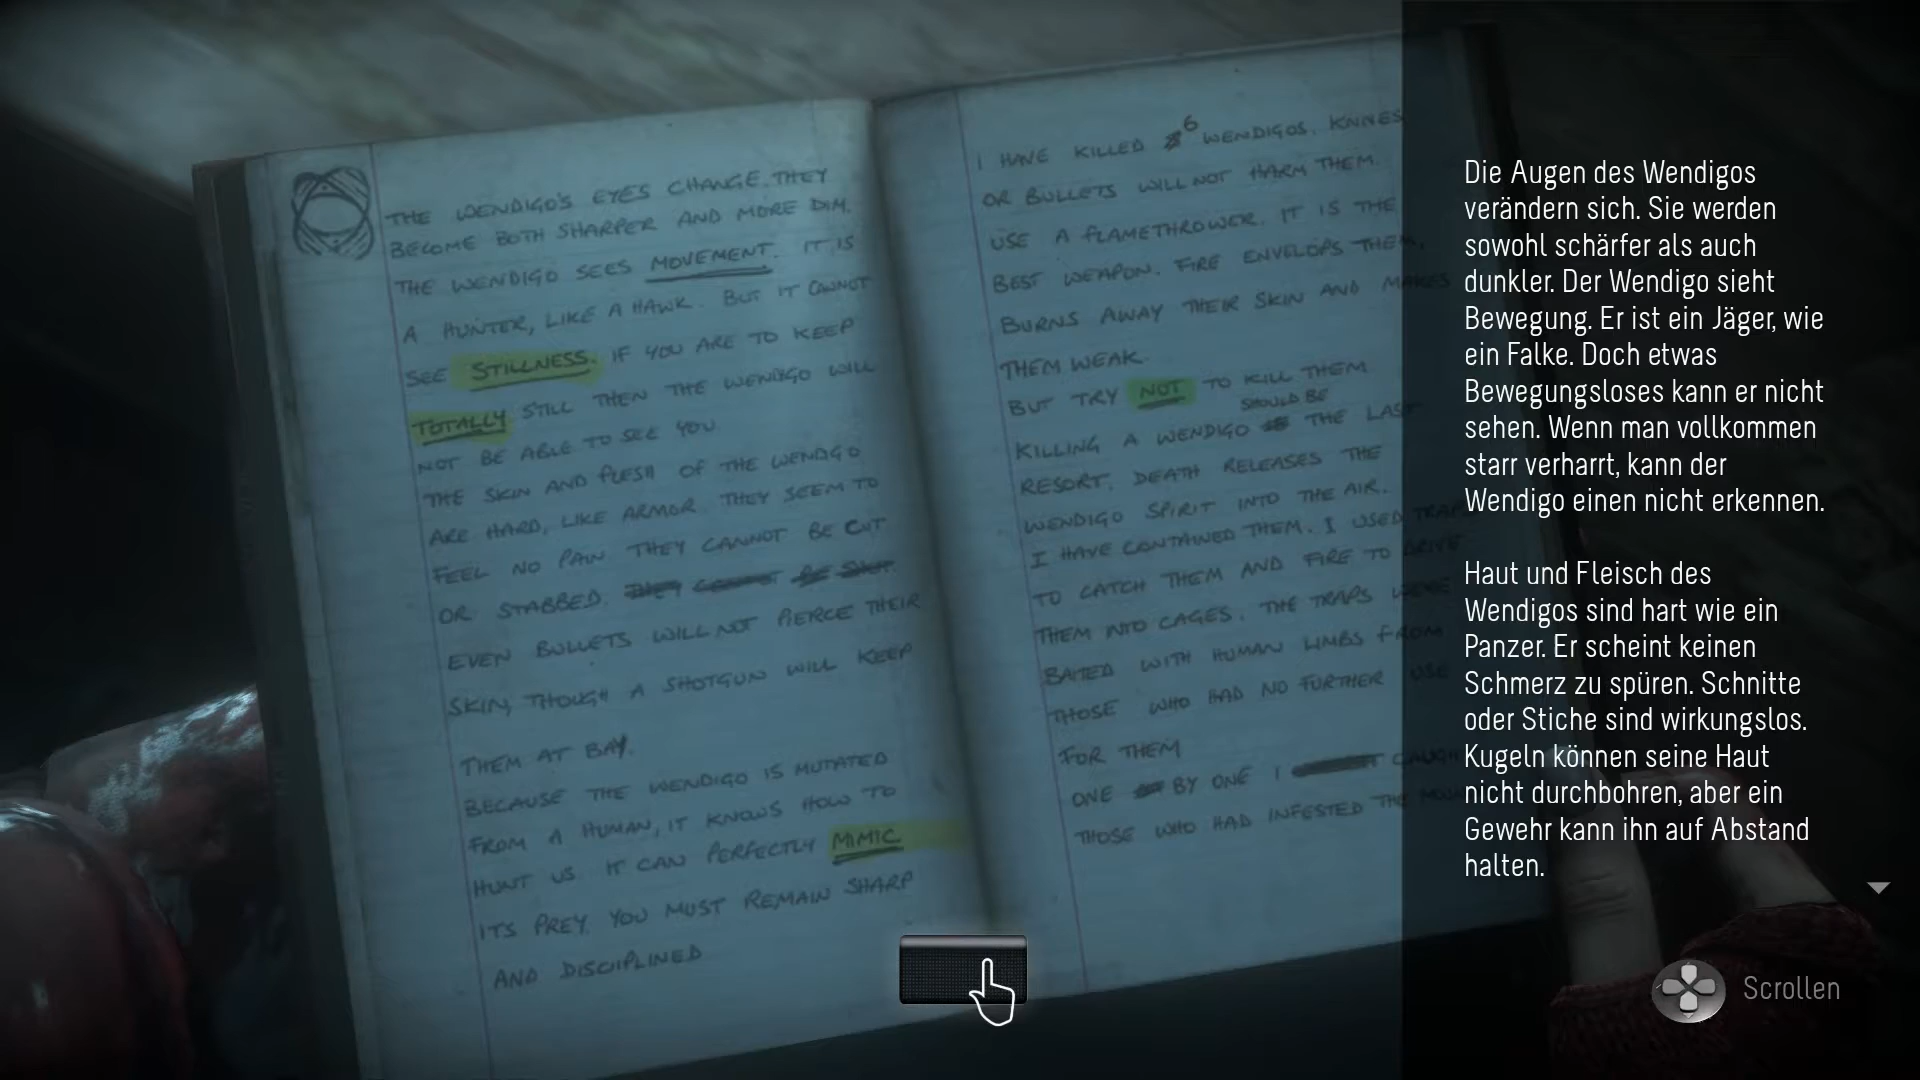 THE WENDIGO'S EYES CHANGE. THEY
BECOME BOTH SHARPER AND MORE DIM.
THE WENDIGO SEES MOVEMENT. IT IS
A HUNTER, LIKE A HAWK. BUT IT CANNOT
SEE STILLNESS. IF YOU ARE TO KEEP
TOTALLY STILL THEN THE WENDIGO WILL
NOT BE ABLE TO SEE YOU
THE SKIN AND FLESH OF THE WENDIGO
ARE HARD, LIKE ARMOR. THEY SEEM TO
FEEL NO PAIN THEY CANNOT BE CUT
OR STABBED. THEY CANNOT BE SHOT.
EVEN BULLETS WILL NOT PIERCE THEIR
SKIN, THOUGH A SHOTGUN WILL KEEP
THEM AT BAY.
BECAUSE THE WENDIGO IS MUTATED
FROM A HUMAN, IT KNOWS HOW TO
HUNT US IT CAN PERFECTLY MIMIC
ITS PREY. YOU MUST REMAIN SHARP
AND DISCIPLINED
I HAVE KILLED 6 WENDIGOS. KNIVES
OR BULLETS WILL NOT HARM THEM.
USE A FLAMETHROWER. IT IS THE
BEST WEAPON. FIRE ENVELOPS THEM,
BURNS AWAY THEIR SKIN AND MAKES
THEM WEAK.
BUT TRY NOT TO KILL THEM
SHOULD BE
KILLING A WENDIGO THE LAST
RESORT. DEATH RELEASES THE
WENDIGO SPIRIT INTO THE AIR.
I HAVE CONTAINED THEM. I USED TRAPS
TO CATCH THEM AND FIRE TO DRIVE
THEM INTO CAGES. THE TRAPS WERE
BAITED WITH HUMAN LIMBS FROM
THOSE WHO HAD NO FURTHER USE
FOR THEM
ONE BY ONE I CAUGHT
THOSE WHO HAD INFESTED THE
Die Augen des Wendigos
verändern sich. Sie werden
sowohl schärfer als auch
dunkler. Der Wendigo sieht
Bewegung. Er ist ein Jäger, wie
ein Falke. Doch etwas
Bewegungsloses kann er nicht
sehen. Wenn man vollkommen
starr verharrt, kann der
Wendigo einen nicht erkennen.
Haut und Fleisch des
Wendigos sind hart wie ein
Panzer. Er scheint keinen
Schmerz zu spüren. Schnitte
oder Stiche sind wirkungslos.
Kugeln können seine Haut
nicht durchbohren, aber ein
Gewehr kann ihn auf Abstand
halten.
Scrollen